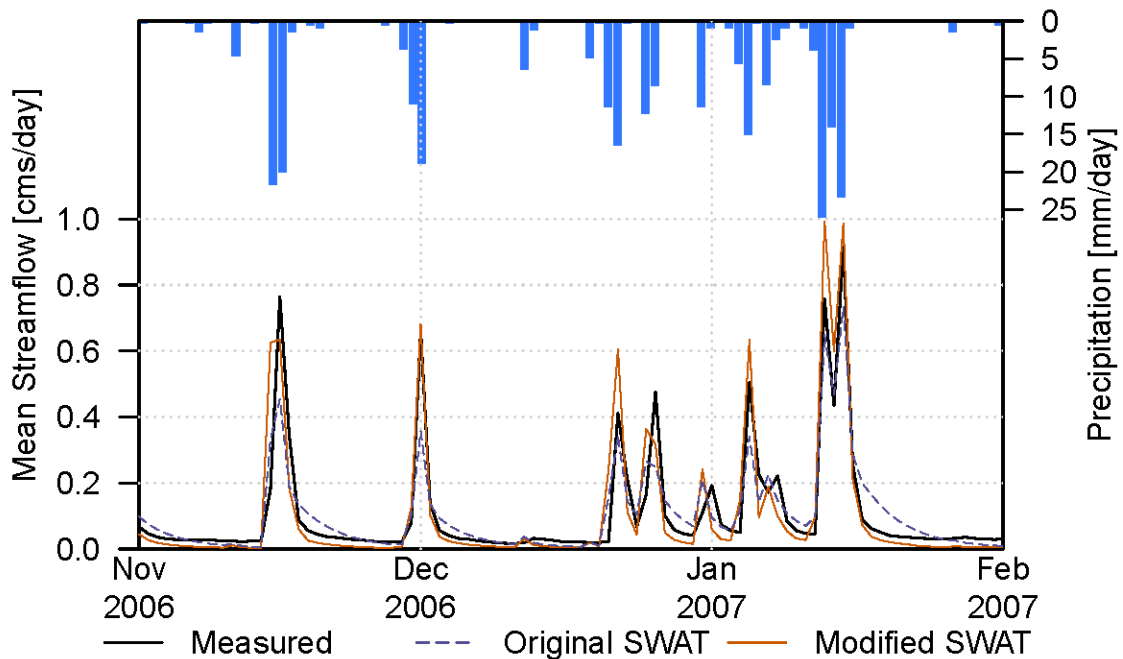 Mean Streamflow [cms/day]
1.0
0.8
0.6
0.4
0.2
0.0
0
5
10
15
20
25
Precipitation [mm/day]
Nov
2006
Dec
2006
Jan
2007
Feb
2007
Measured
Original SWAT
Modified SWAT